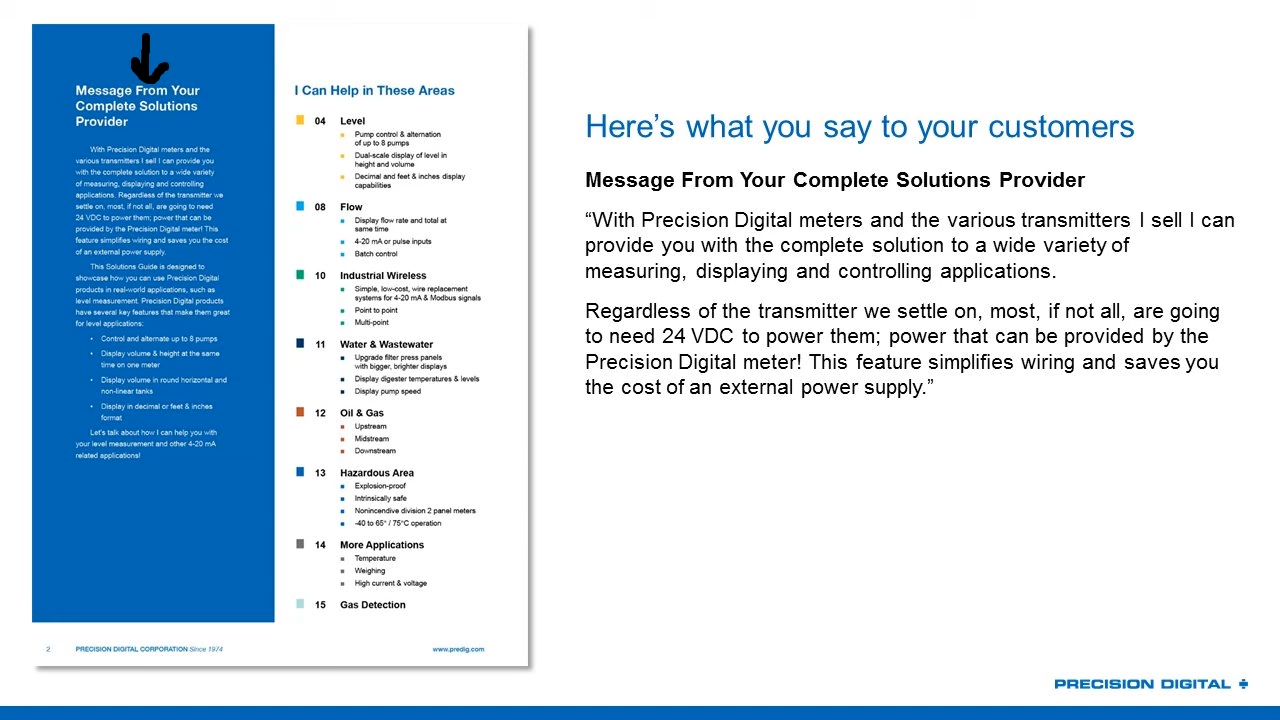 Message From Your
Complete Solutions
Provider
With Precision Digital meters and the
various transmitters I sell I can provide you
with the complete solution to a wide variety
of measuring, displaying and controlling
applications. Regardless of the transmitter we
settle on, most, if not all, are going to need
24 VDC to power them; power that can be
provided by the Precision Digital meter! This
feature simplifies wiring and saves you the cost
of an external power supply.
This Solutions Guide is designed to
showcase how you can use Precision Digital
products in real-world applications, such as
level measurement. Precision Digital products
have several key features that make them great
for level applications:
• Control and alternate up to 8 pumps
• Display volume & height at the same
time on one meter
• Display volume in round horizontal and
non-linear tanks
• Display in decimal or feet & inches
format
Let's talk about how I can help you with
your level measurement and other 4-20 mA
related applications!
I Can Help in These Areas
04 Level
Pump control & alternation
of up to 8 pumps
Dual-scale display of level in
height and volume
Decimal and feet & inches display
capabilities
08 Flow
Display flow rate and total at
same time
4-20 mA or pulse inputs
Batch control
10 Industrial Wireless
Simple, low-cost, wire replacement
systems for 4-20 mA & Modbus signals
Point to point
Multi-point
11 Water & Wastewater
Upgrade filter press panels
with bigger, brighter displays
Display digester temperatures & levels
Display pump speed
12 Oil & Gas
Upstream
Midstream
Downstream
13 Hazardous Area
Explosion-proof
Intrinsically safe
Nonincendive division 2 panel meters
-40 to 65° / 75°C operation
14 More Applications
Temperature
Weighing
High current & voltage
15 Gas Detection
2 PRECISION DIGITAL CORPORATION Since 1974
www.predig.com
Here's what you say to your customers
Message From Your Complete Solutions Provider
“With Precision Digital meters and the various transmitters I sell I can
provide you with the complete solution to a wide variety of
measuring, displaying and controlling applications.
Regardless of the transmitter we settle on, most, if not all, are going
to need 24 VDC to power them; power that can be provided by the
Precision Digital meter! This feature simplifies wiring and saves you
the cost of an external power supply.”
PRECISION DIGITAL